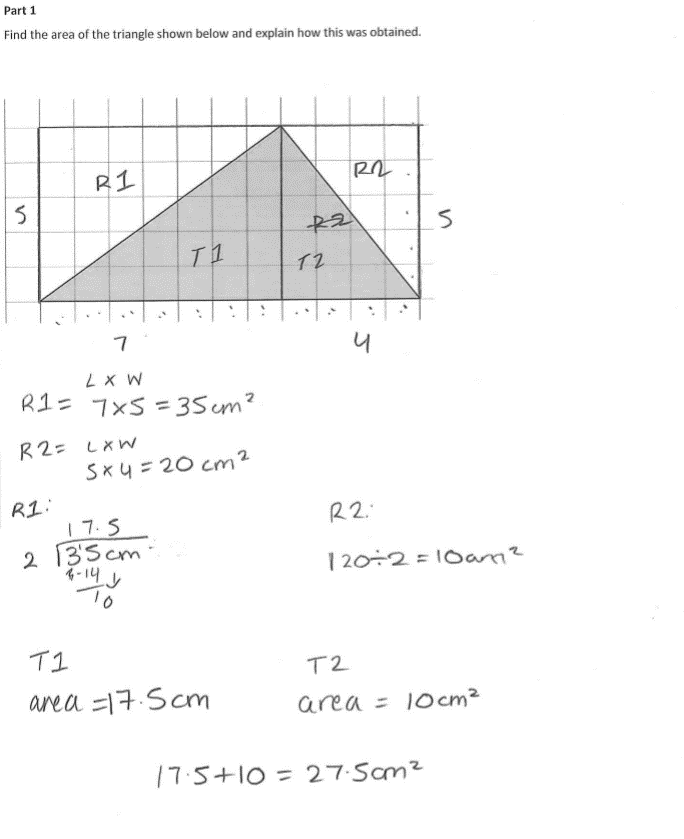 Part 1
Find the area of the triangle shown below and explain how this was obtained.
R1
R2
5
R2
5
T1
T2
7
4
L x W
R1 = 7x5 = 35cm²
R2 = LxW
5x4 = 20 cm²
R1:
17.5
2 35cm
-14
10
R2:
120÷2 = 10cm²
T1
area = 17.5cm
T2
area = 10cm²
17.5+10 = 27.5cm²